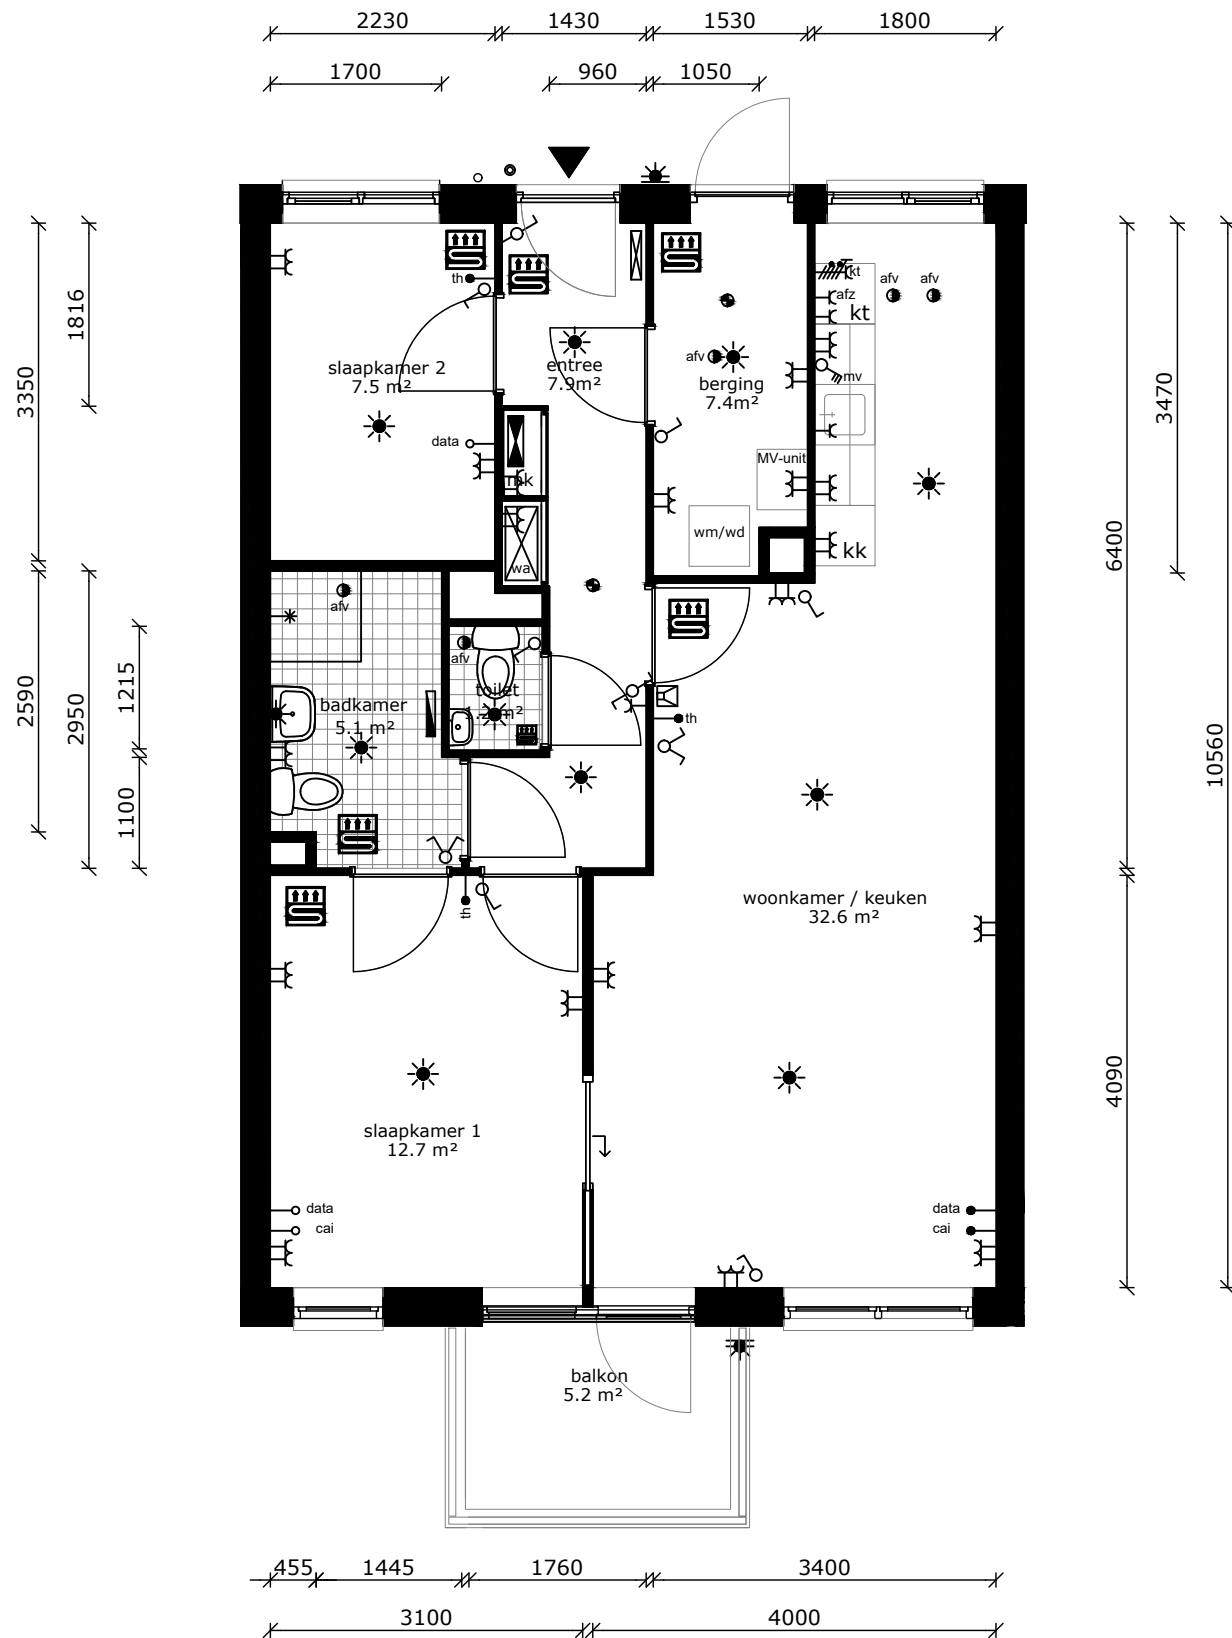 2230 1430 1530 1800
1700 960 1050
3350
1816
2590
2950
1215
1100
6400
3470
10560
4090
th
slaapkamer 2
7.5 m²
data
entree
7.9m²
mk
wa
afv
berging
7.4m²
MV-unit
wm/wd
kt
afz
kt
afv afv
mv
kk
afv
badkamer
5.1 m²
afv
toilet
m²
th
th
woonkamer / keuken
32.6 m²
slaapkamer 1
12.7 m²
data
cai
data
cai
balkon
5.2 m²
455 1445 1760 3400
3100 4000